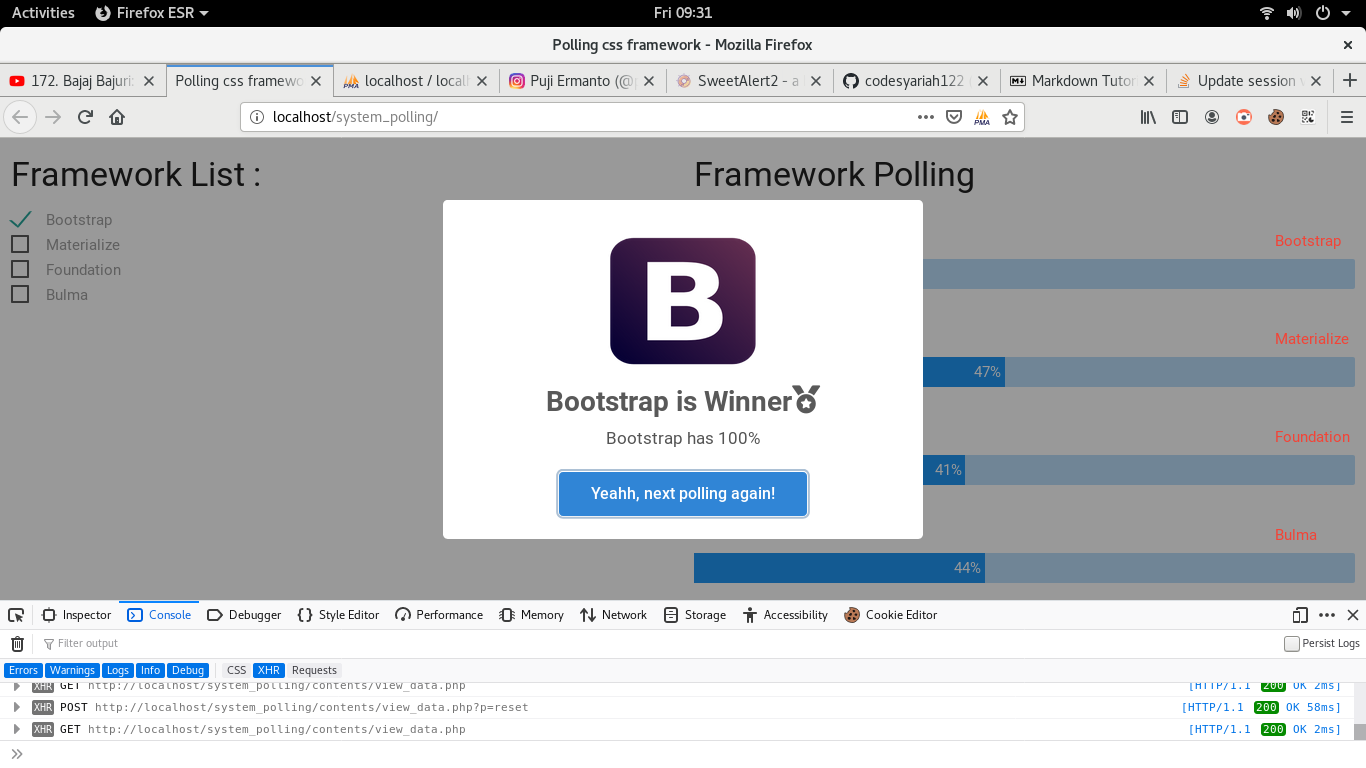 Activities Firefox ESR Fri 09:31
Polling css framework - Mozilla Firefox
172. Bajaj Bajuri: Polling css framewo localhost / localh Puji Ermanto (@p SweetAlert2 - a codesyariah122 ( Markdown Tutor Update session v
localhost/system_polling/ PMA
Framework List : Framework Polling
Bootstrap
Materialize
Foundation
Bulma
Bootstrap
Materialize
47%
Foundation
41%
Bulma
44%
B
Bootstrap is Winner
Bootstrap has 100%
Yeahh, next polling again!
Inspector Console Debugger Style Editor Performance Memory Network Storage Accessibility Cookie Editor
Filter output Persist Logs
Errors Warnings Logs Info Debug CSS XHR Requests
XHR GET http://localhost/system_polling/contents/view_data.php [HTTP/1.1 200 OK 2ms]
XHR POST http://localhost/system_polling/contents/view_data.php?p=reset [HTTP/1.1 200 OK 58ms]
XHR GET http://localhost/system_polling/contents/view_data.php [HTTP/1.1 200 OK 2ms]